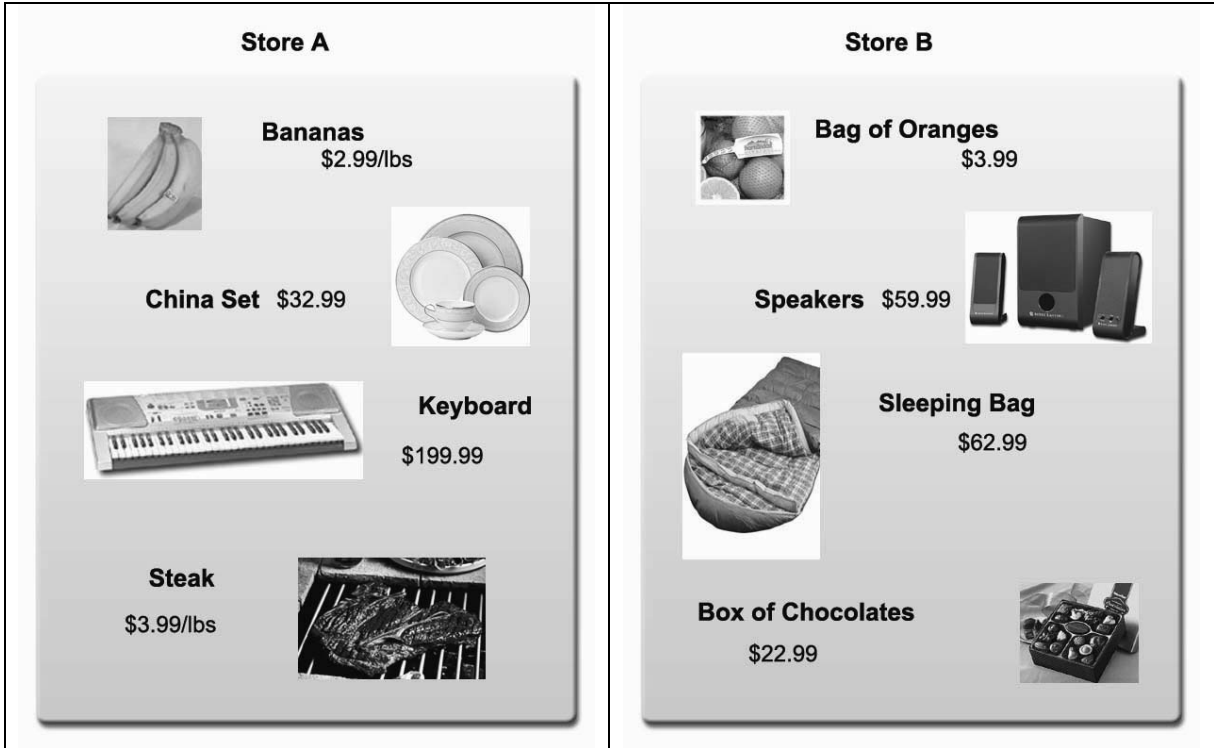 Store A
Bananas
$2.99/lbs
China Set $32.99
Keyboard
$199.99
Steak
$3.99/lbs
Store B
Bag of Oranges
$3.99
Speakers $59.99
Sleeping Bag
$62.99
Box of Chocolates
$22.99